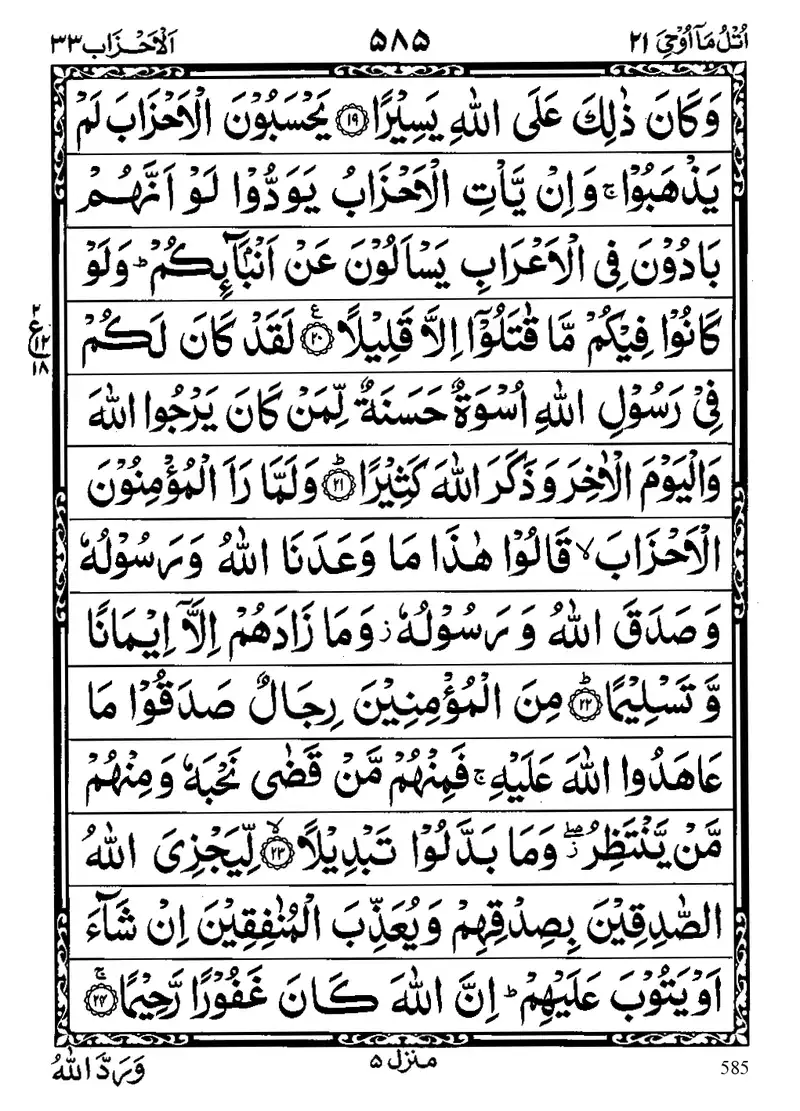 اُتْلُ مَآ اُوْحِیَ ٢١ ٥٨٥ اَلْاَحْزَاب ٣٣
وَكَانَ ذٰلِكَ عَلَى اللّٰهِ يَسِيْرًا ﴿١٩﴾ يَحْسَبُوْنَ الْاَحْزَابَ لَمْ
يَذْهَبُوْا ۚ وَاِنْ يَّاْتِ الْاَحْزَابُ يَوَدُّوْا لَوْ اَنَّهُمْ
بَادُوْنَ فِى الْاَعْرَابِ يَسْاَلُوْنَ عَنْ اَنْۢبَآئِكُمْ ؕ وَلَوْ
كَانُوْا فِيْكُمْ مَّا قٰتَلُوْۤا اِلَّا قَلِيْلًا ﴿٢٠﴾ ع لَقَدْ كَانَ لَكُمْ
٢ ع ١٢ ١٨
فِىْ رَسُوْلِ اللّٰهِ اُسْوَةٌ حَسَنَةٌ لِّمَنْ كَانَ يَرْجُوا اللّٰهَ
وَالْيَوْمَ الْاٰخِرَ وَذَكَرَ اللّٰهَ كَثِيْرًا ﴿٢١﴾ ؕ وَلَمَّا رَاَ الْمُؤْمِنُوْنَ
الْاَحْزَابَ ۙ قَالُوْا هٰذَا مَا وَعَدَنَا اللّٰهُ وَرَسُوْلُهٗ
وَصَدَقَ اللّٰهُ وَرَسُوْلُهٗ ز وَمَا زَادَهُمْ اِلَّاۤ اِيْمَانًا
وَّتَسْلِيْمًا ﴿٢٢﴾ ؕ مِنَ الْمُؤْمِنِيْنَ رِجَالٌ صَدَقُوْا مَا
عَاهَدُوا اللّٰهَ عَلَيْهِ ۚ فَمِنْهُمْ مَّنْ قَضٰى نَحْبَهٗ وَمِنْهُمْ
مَّنْ يَّنْتَظِرُ ۖ ز وَمَا بَدَّلُوْا تَبْدِيْلًا ﴿٢٣﴾ ۙ لِّيَجْزِىَ اللّٰهُ
الصّٰدِقِيْنَ بِصِدْقِهِمْ وَيُعَذِّبَ الْمُنٰفِقِيْنَ اِنْ شَآءَ
اَوْ يَتُوْبَ عَلَيْهِمْ ؕ اِنَّ اللّٰهَ كَانَ غَفُوْرًا رَّحِيْمًا ﴿٢٤﴾ ۚ
وَرَدَّ اللّٰهُ منزل ٥ 585